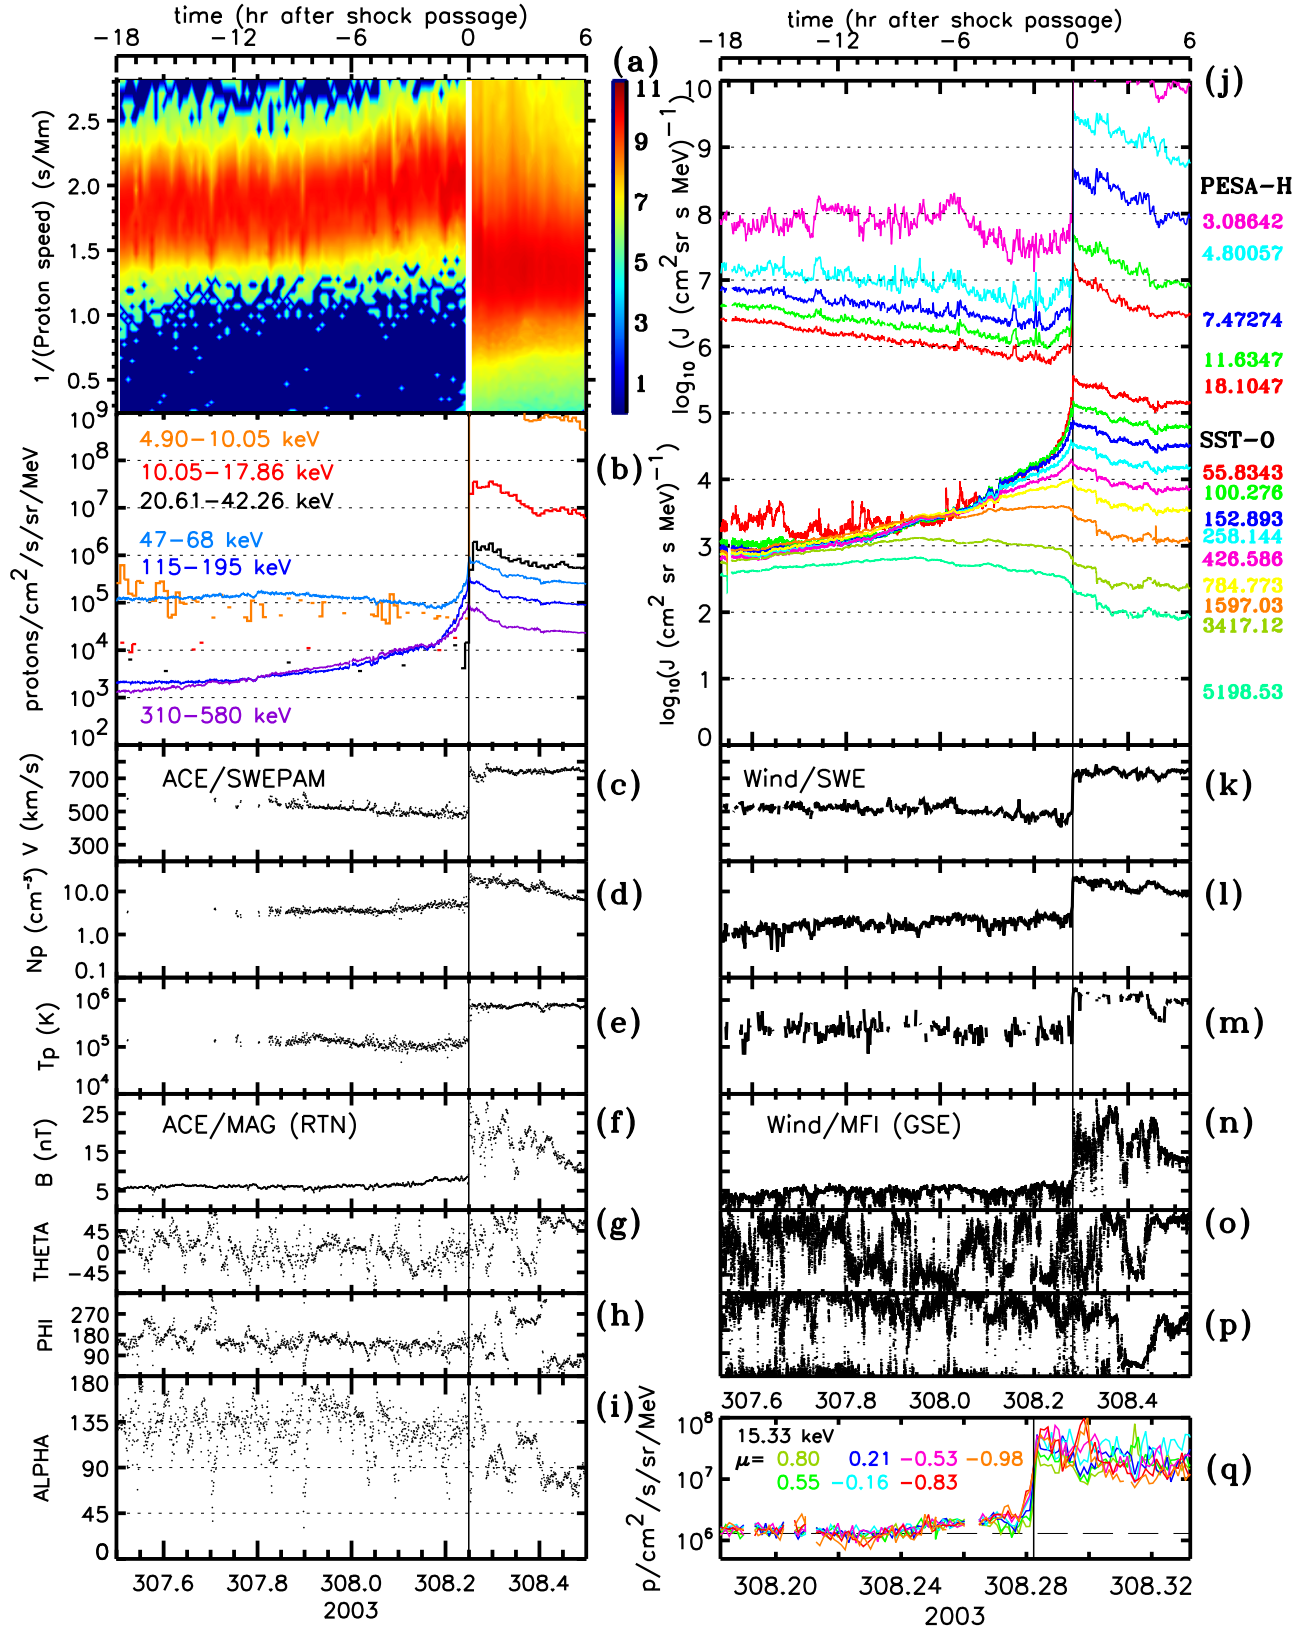 time (hr after shock passage)
-18 -12 -6 0 6
(a)
1/(Proton speed) (s/Mm)
2.5
2.0
1.5
1.0
0.5
11
9
7
5
3
1
(b)
protons/cm²/s/sr/MeV
9
10⁹
10⁸
10⁷
10⁶
10⁵
10⁴
10³
10²
4.90-10.05 keV
10.05-17.86 keV
20.61-42.26 keV
47-68 keV
115-195 keV
310-580 keV
ACE/SWEPAM
(c)
V (km/s)
700
500
300
(d)
Np (cm⁻³)
10.0
1.0
0.1
(e)
Tp (K)
10⁶
10⁵
10⁴
ACE/MAG (RTN)
(f)
B (nT)
25
15
5
(g)
THETA
45
0
-45
(h)
PHI
270
180
90
(i)
ALPHA
180
135
90
45
0
307.6 307.8 308.0 308.2 308.4
2003
time (hr after shock passage)
-18 -12 -6 0 6
(j)
log₁₀ (J (cm² sr s MeV)⁻¹)
log₁₀(J (cm² sr s MeV)⁻¹)
10
9
8
7
6
5
4
3
2
1
0
PESA-H
3.08642
4.80057
7.47274
11.6347
18.1047
SST-O
55.8343
100.276
152.893
258.144
426.586
784.773
1597.03
3417.12
5198.53
Wind/SWE
(k)
(l)
(m)
Wind/MFI (GSE)
(n)
(o)
(p)
307.6 307.8 308.0 308.2 308.4
(q)
p/cm²/s/sr/MeV
10⁸
10⁷
10⁶
15.33 keV
μ= 0.80 0.21 -0.53 -0.98
0.55 -0.16 -0.83
308.20 308.24 308.28 308.32
2003